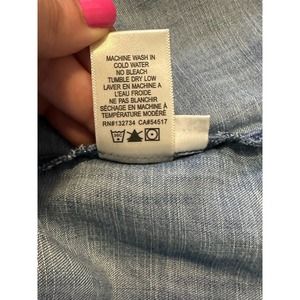 MACHINE WASH IN
COLD WATER
NO BLEACH
TUMBLE DRY LOW
LAVER EN MACHINE A
L'EAU FROIDE
NE PAS BLANCHIR
SÉCHAGE EN MACHINE À
TEMPÉRATURE MODÉRÉ
RN#132734 CA#54517